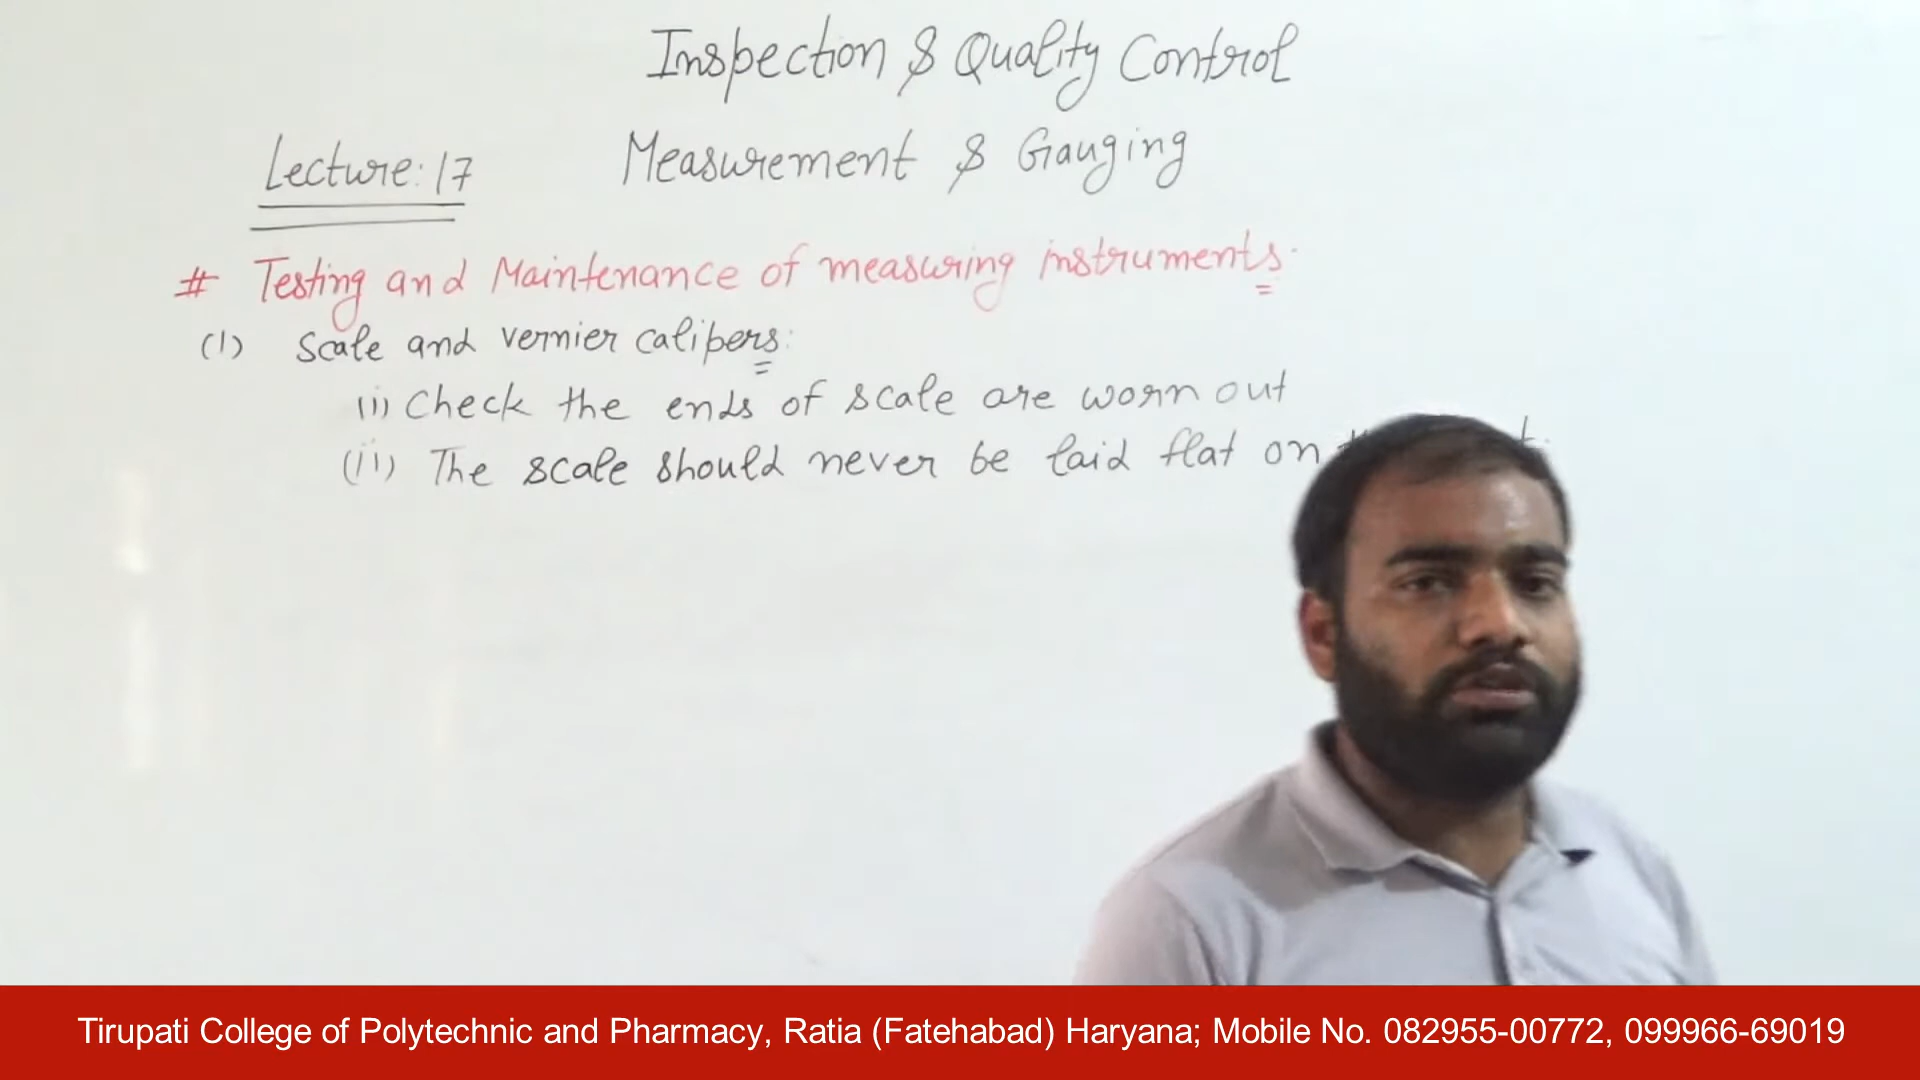 Inspection & Quality Control
Lecture: 17 Measurement & Gauging
# Testing and Maintenance of measuring instruments.
(1) Scale and vernier calipers:
(i) Check the ends of scale are worn out
(ii) The scale should never be laid flat on
Tirupati College of Polytechnic and Pharmacy, Ratia (Fatehabad) Haryana; Mobile No. 082955-00772, 099966-69019